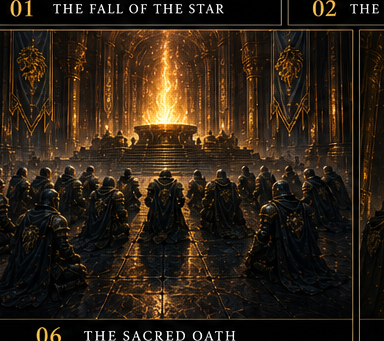 01 THE FALL OF THE STAR
02 THE
06 THE SACRED OATH